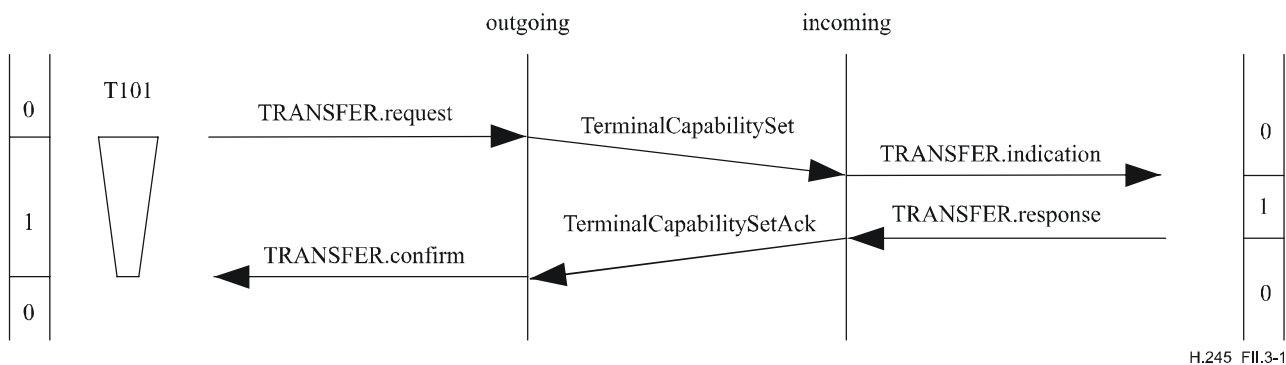 outgoing
incoming
T101
0
TRANSFER.request
TerminalCapabilitySet
0
TRANSFER.indication
1
TerminalCapabilitySetAck
TRANSFER.response
1
TRANSFER.confirm
0
0
H.245 FII.3-1